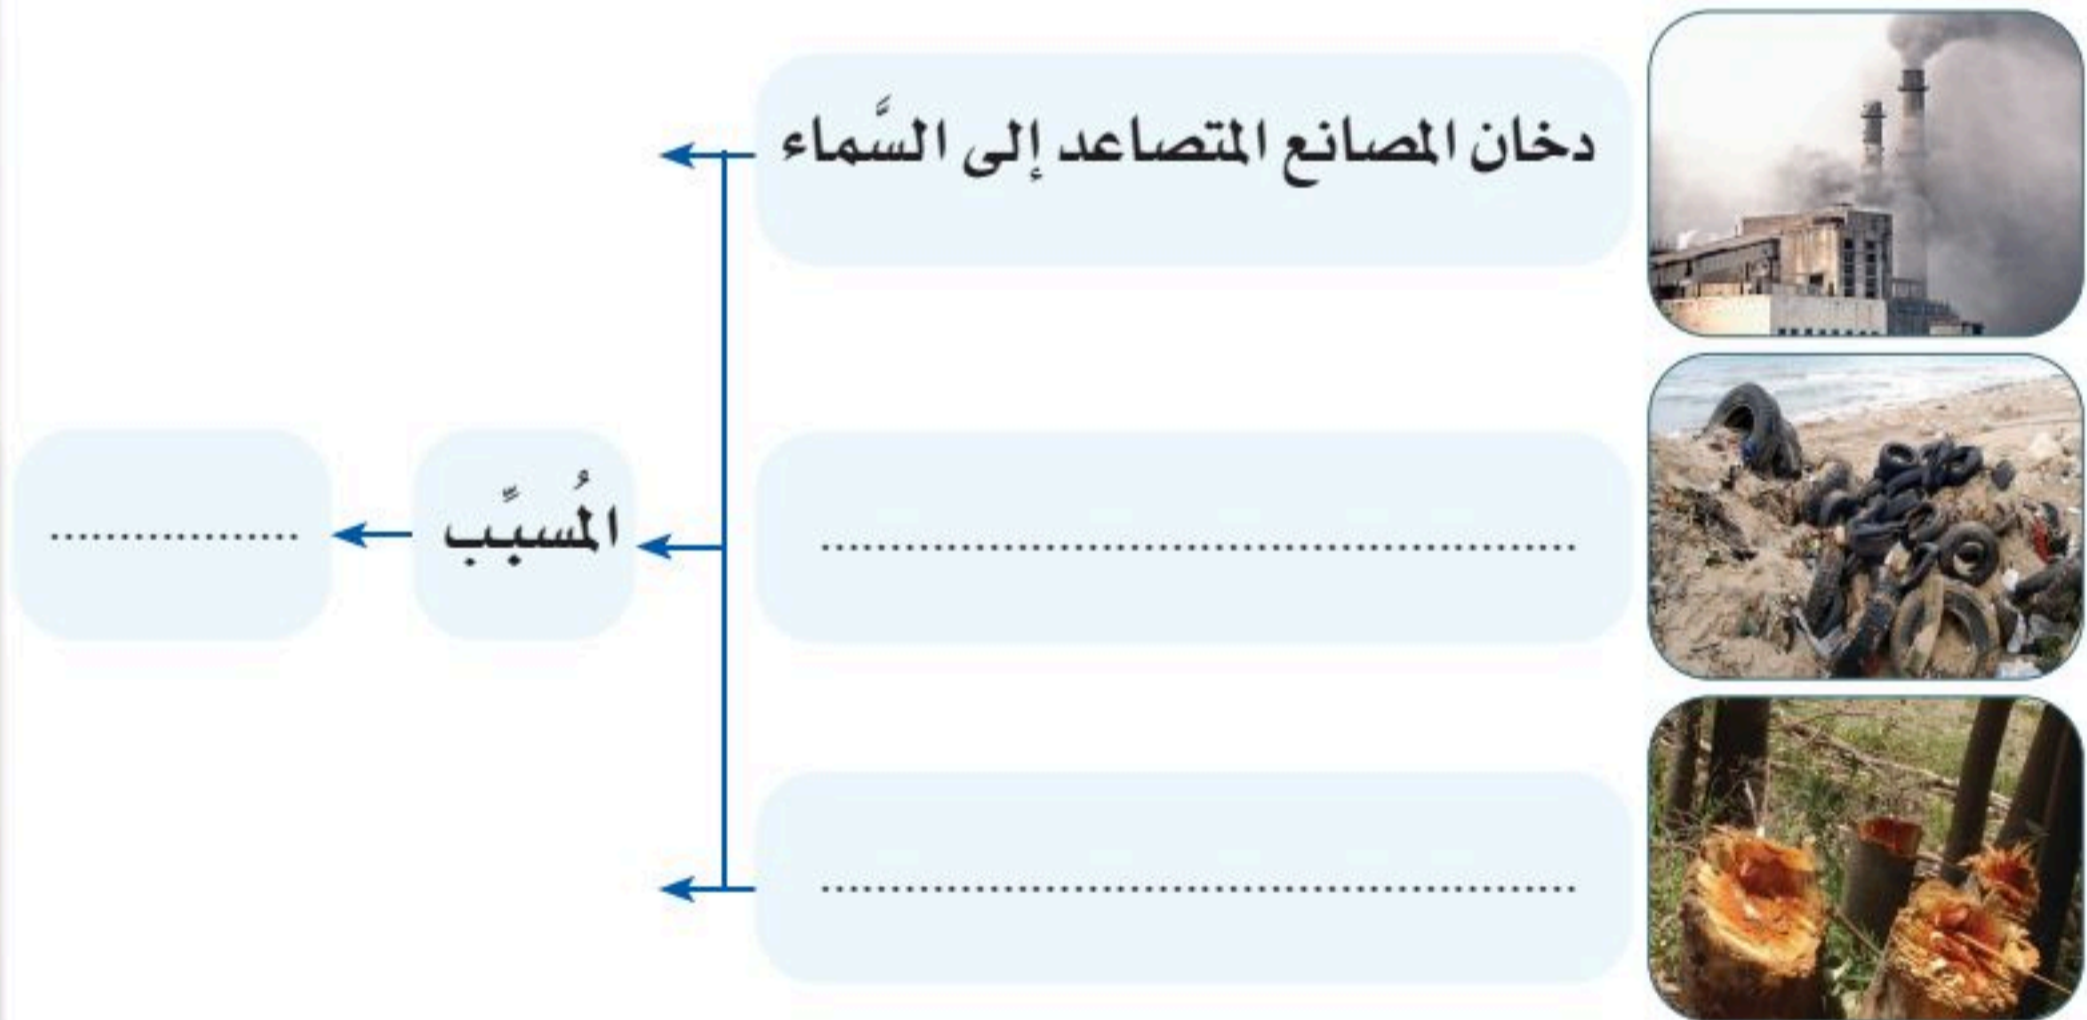 دخان المصانع المتصاعد إلى السَّماء
المُسبِّب